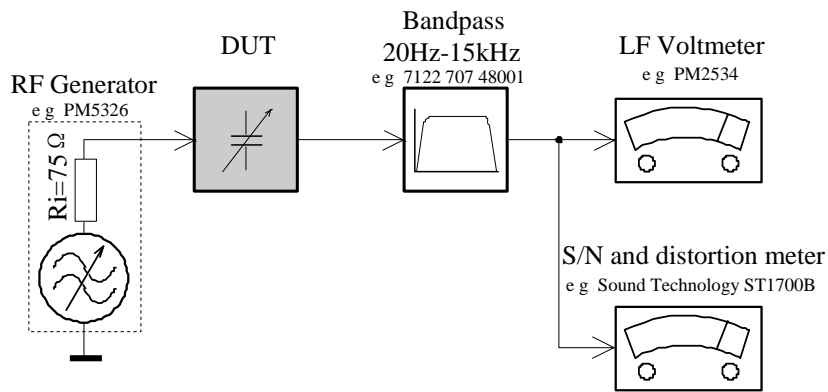 RF Generator
e g PM5326
Ri=75 Ω
DUT
Bandpass
20Hz-15kHz
e g 7122 707 48001
LF Voltmeter
e g PM2534
S/N and distortion meter
e g Sound Technology ST1700B